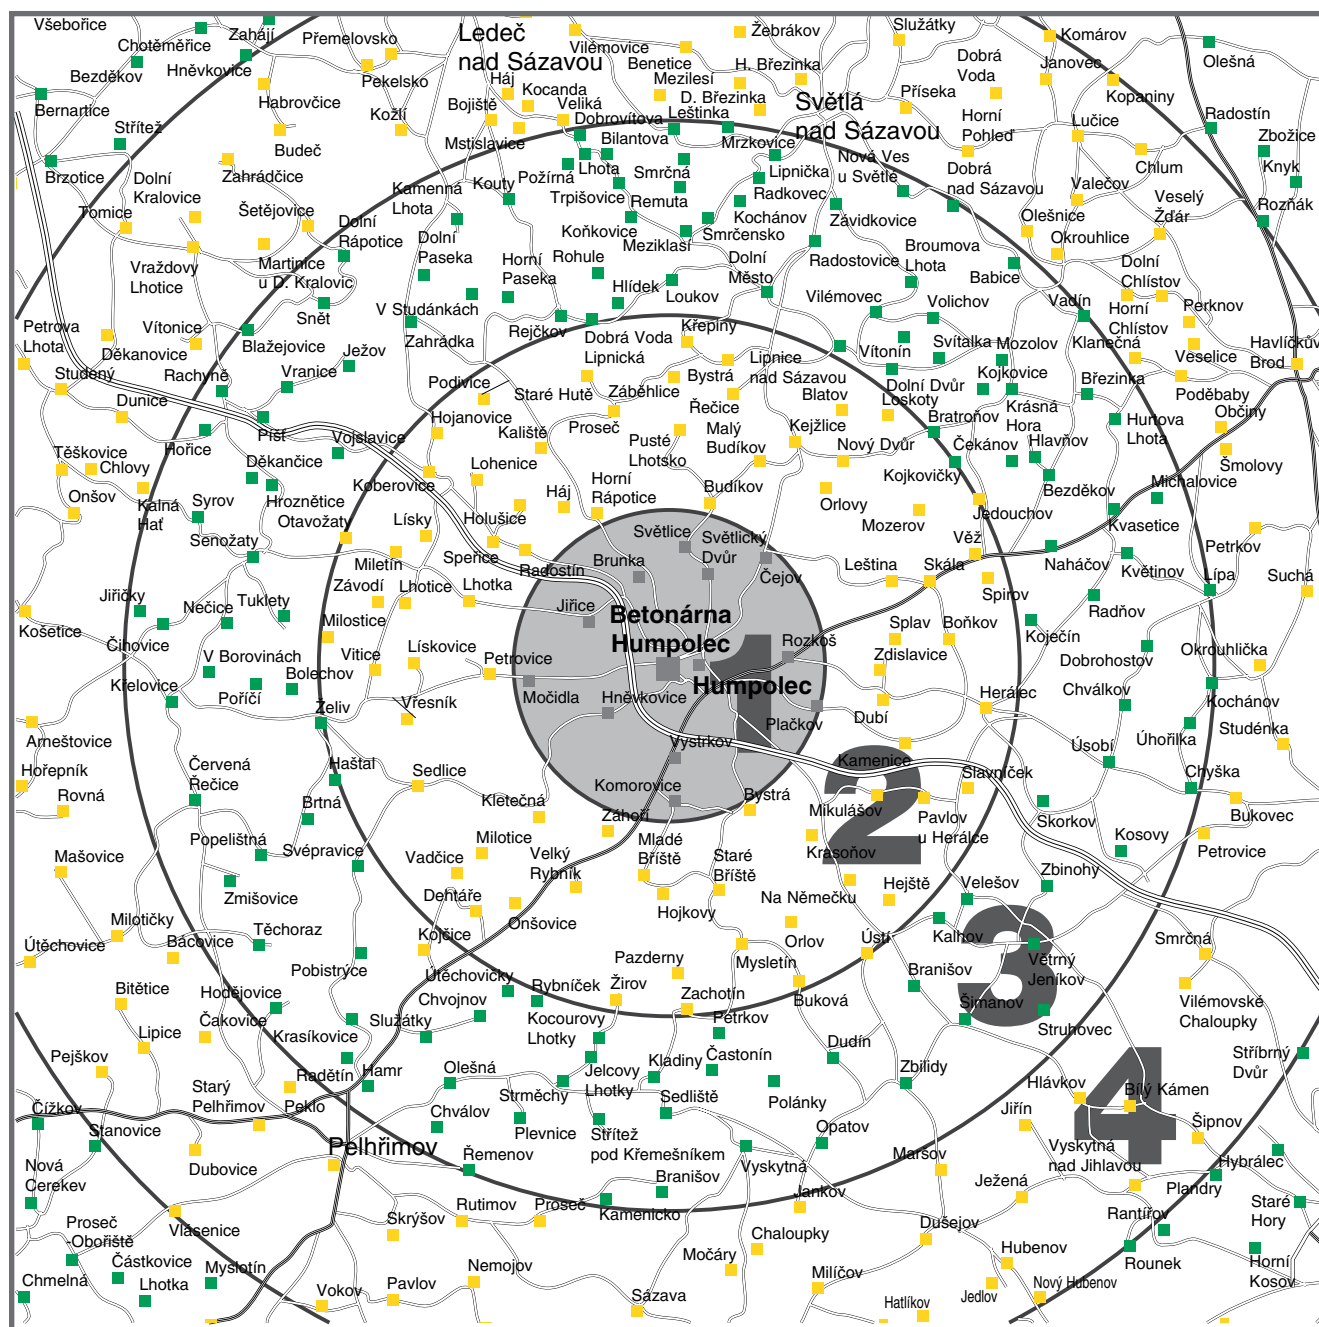 Všebořice
Chotěměřice
Zahájí
Hněvkovice
Přemelovsko
Pekelsko
Ledeč
nad Sázavou
Vilémovice
Benetice
Žebrákov
H. Březinka
Mezilesí
D. Březinka
Služátky
Dobrá
Voda
Komárov
Janovec
Kopaniny
Olešná
Bezděkov
Bernartice
Střítež
Habrovčice
Budeč
Kožlí
Háj
Kocanda
Bojiště
Veliká
Dobrovítova
Leštinka
Bilantova
Lhota
Mstislavice
Světlá
nad Sázavou
Příseka
Horní
Pohleď
Lučice
Chlum
Radostín
Zbožice
Knyk
Rozňák
Brzotice
Dolní
Kralovice
Zahrádčice
Tomice
Šetějovice
Kamenná
Lhota
Kouty
Požírná
Trpišovice
Smrčná
Remuta
Mrzkovice
Lipnička
Radkovec
Kochánov
Smrčensko
Nová Ves
u Světlé
Dobrá
nad Sázavou
Valečov
Veselý
Žďár
Olešnice
Okrouhlice
Závidkovice
Vraždovy
Lhotice
Martinice
u D. Kralovic
Dolní
Rápotice
Dolní
Paseka
Horní
Paseka
Koňkovice
Meziklasí
Rohule
Hlídek
Loukov
Dolní
Město
Radostovice
Broumova
Lhota
Babice
Dolní
Chlístov
Horní
Chlístov
Perknov
Vadín
Klanečná
Veselice
Havlíčkův
Brod
Petrova
Lhota
Vítonice
Děkanovice
Snět
Blažejovice
Ježov
V Studánkách
Zahrádka
Rejčkov
Dobrá Voda
Lipnická
Křepiny
Vilémovec
Volichov
Svítalka
Mozolov
Vítonín
Studený
Rachyně
Vranice
Dunice
Podivice
Staré Hutě
Záběhlice
Bystrá
Lipnice
nad Sázavou
Dolní Dvůr
Kojkovice
Březinka
Poděbaby
Občiny
Hořice
Píšť
Vojslavice
Hojanovice
Kaliště
Proseč
Řečice
Malý
Budíkov
Blatov
Kejžlice
Loskoty
Bratroňov
Krásná
Hora
Hlavňov
Hurtova
Lhota
Šmolovy
Těškovice
Chlovy
Děkančice
Koberovice
Lohenice
Pusté
Lhotsko
Nový Dvůr
Čekánov
Kojkovičky
Bezděkov
Michalovice
Onšov
Kalná
Hať
Syrov
Hroznětice
Otavožaty
Lísky
Holušice
Háj
Horní
Rápotice
Budíkov
Orlovy
Mozerov
Jedouchov
Kvasetice
Senožaty
Miletín
Speřice
Radostín
Brunka
Světlice
Světlický
Dvůr
Čejov
Věž
Leština
Skála
Naháčov
Květinov
Petrkov
Lípa
Suchá
Jiřičky
Nečice
Tuklety
Závodí
Lhotice
Lhotka
Jiřice
Betonárna
Humpolec
Spirov
Radňov
Košetice
Čihovice
Milostice
Rozkoš
Splav
Boňkov
Koječín
V Borovinách
Bolechov
Vitice
Lískovice
Petrovice
Zdislavice
Dobrohostov
Okrouhlička
Křelovice
Poříčí
Želiv
Vřesník
Močidla
Hněvkovice
Humpolec
1
Plačkov
Dubí
Herálec
Chválkov
Kochánov
Studénka
Arneštovice
Vystrkov
Úsobí
Úhořilka
Hořepník
Červená
Řečice
Haštal
Sedlice
Komorovice
Kamenice
Slavníček
Chyška
Rovná
Brtná
Kletečná
Záhoří
Bystrá
Mikulášov
2
Pavlov
u Herálce
Skorkov
Bukovec
Popelištná
Svépravice
Milotice
Mladé
Bříště
Staré
Bříště
Krasoňov
Kosovy
Petrovice
Mašovice
Vadčice
Velký
Rybník
Zmišovice
Dehtáře
Onšovice
Hojkovy
Na Německu
Hejště
Velešov
Zbinohy
Milotičky
Těchoraz
Bácovice
Kojčice
Orlov
Ústí
Kalhov
3
Smrčná
Útěchovice
Pobistrýce
Útěchovičky
Pazderny
Mysletín
Branišov
Větrný
Jeníkov
Bitětice
Hodějovice
Čakovice
Chvojnov
Rybníček
Žirov
Zachotín
Buková
Šimanov
Vilémovské
Chaloupky
Lipice
Krasíkovice
Služátky
Kocourovy
Lhotky
Petrkov
Struhovec
Pejškov
Radětín
Hamr
Olešná
Jelcovy
Lhotky
Kladiny
Častonín
Dudín
Zbilidy
Stříbrný
Dvůr
Starý
Pelhřimov
Peklo
Strměchy
Sedliště
Polánky
Hlávkov
4
Bílý Kámen
Čížkov
Stanovice
Chválov
Plevnice
Střítež
pod Křemešníkem
Opatov
Jiřín
Šipnov
Pelhřimov
Dubovice
Řemenov
Vyskytná
Maršov
Vyskytná
nad Jihlavou
Hybrálec
Nová
Cerekev
Branišov
Ježená
Plandry
Staré
Hory
Vlásenice
Skrýšov
Rutimov
Proseč
Kamenicko
Jankov
Dušejov
Rantířov
Proseč
-Obořiště
Částkovice
Myslotín
Chaloupky
Močáry
Hubenov
Rounek
Horní
Kosov
Chmelná
Lhotka
Vokov
Pavlov
Nemojov
Sázava
Milíčov
Hatlíkov
Jedlov
Nový Hubenov